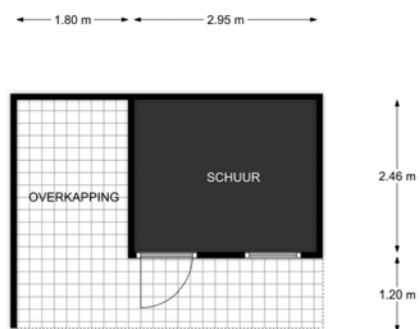 1.80 m
2.95 m
SCHUUR
2.46 m
OVERKAPPING
1.20 m